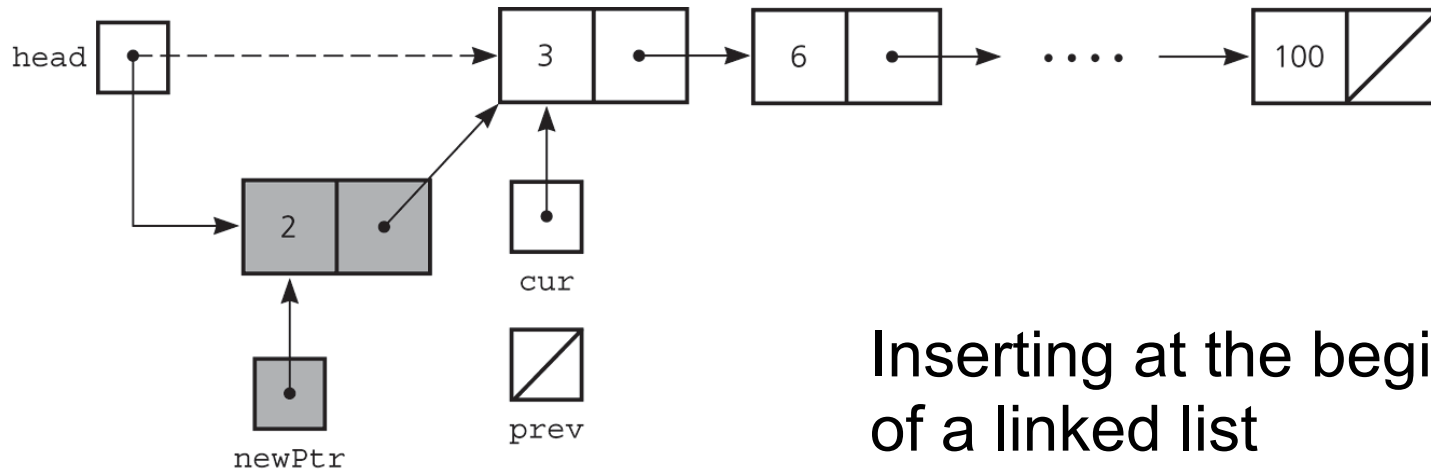 head
3
6
100
2
cur
prev
newPtr
Inserting at the begi
of a linked list